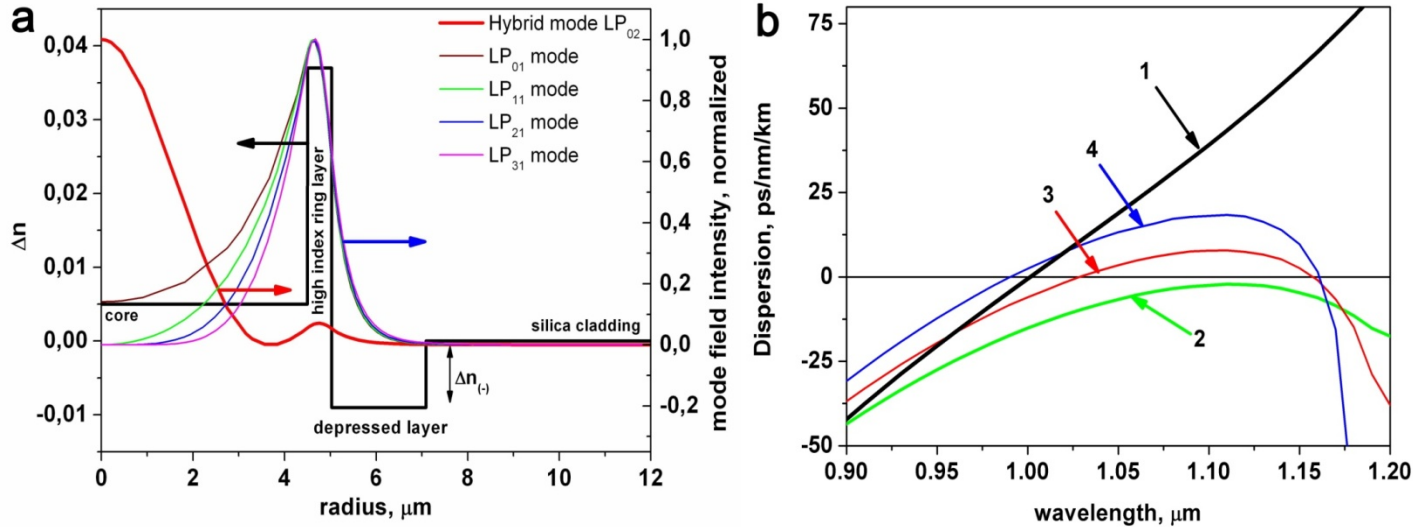 a
Hybrid mode LP02
LP01 mode
LP11 mode
LP21 mode
LP31 mode
0,04
0,03
0,02
0,01
0,00
-0,01
Δn
1,0
0,8
0,6
0,4
0,2
0,0
-0,2
mode field intensity, normalized
high index ring layer
core
silica cladding
Δn(-)
depressed layer
0
2
4
6
8
10
12
radius, μm
b
75
50
25
0
-25
-50
Dispersion, ps/nm/km
1
4
3
2
0.90
0.95
1.00
1.05
1.10
1.15
1.20
wavelength, μm